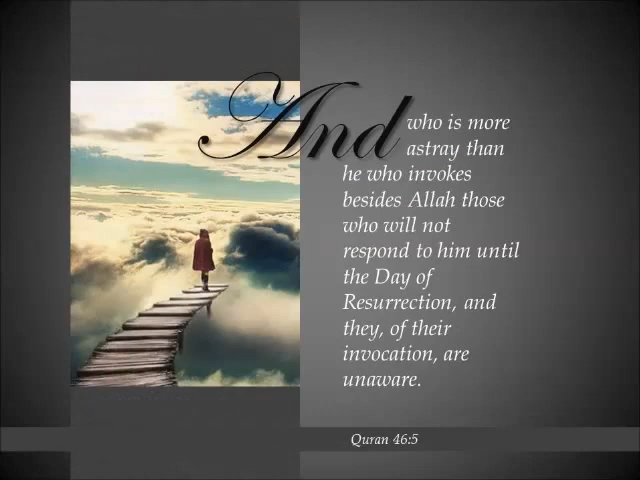 And who is more
astray than
he who invokes
besides Allah those
who will not
respond to him until
the Day of
Resurrection, and
they, of their
invocation, are
unaware.
Quran 46:5